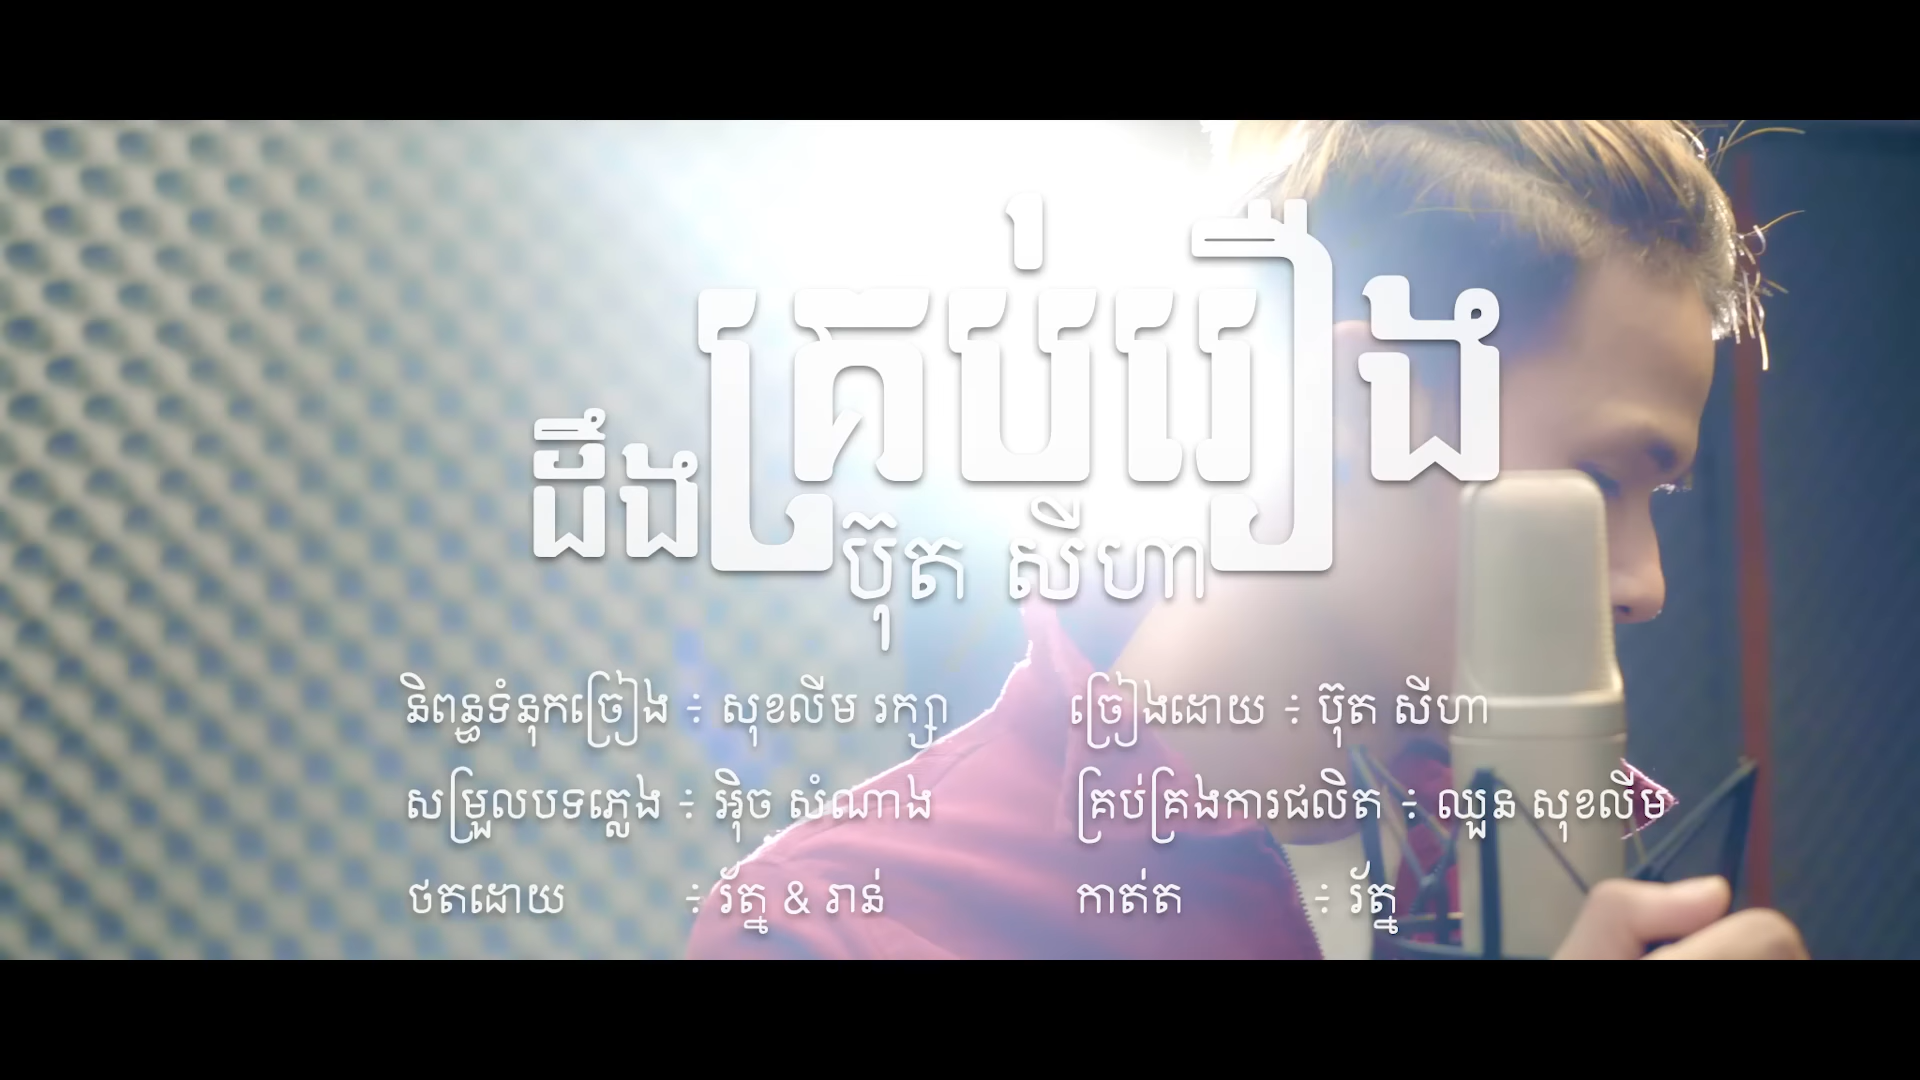 ដឹងគ្រប់រឿង
ប៊ុត សីហា
និពន្ធទំនុកច្រៀង ÷ សុខលីម រក្សា
ច្រៀងដោយ ÷ ប៊ុត សីហា
សម្រួលបទភ្លេង ÷ អ៊ិច សំណាង
គ្រប់គ្រងការផលិត ÷ ឈួន សុខលីម
ថតដោយ ÷ រ័ត្ន & រាន់
កាត់ត ÷ រ័ត្ន